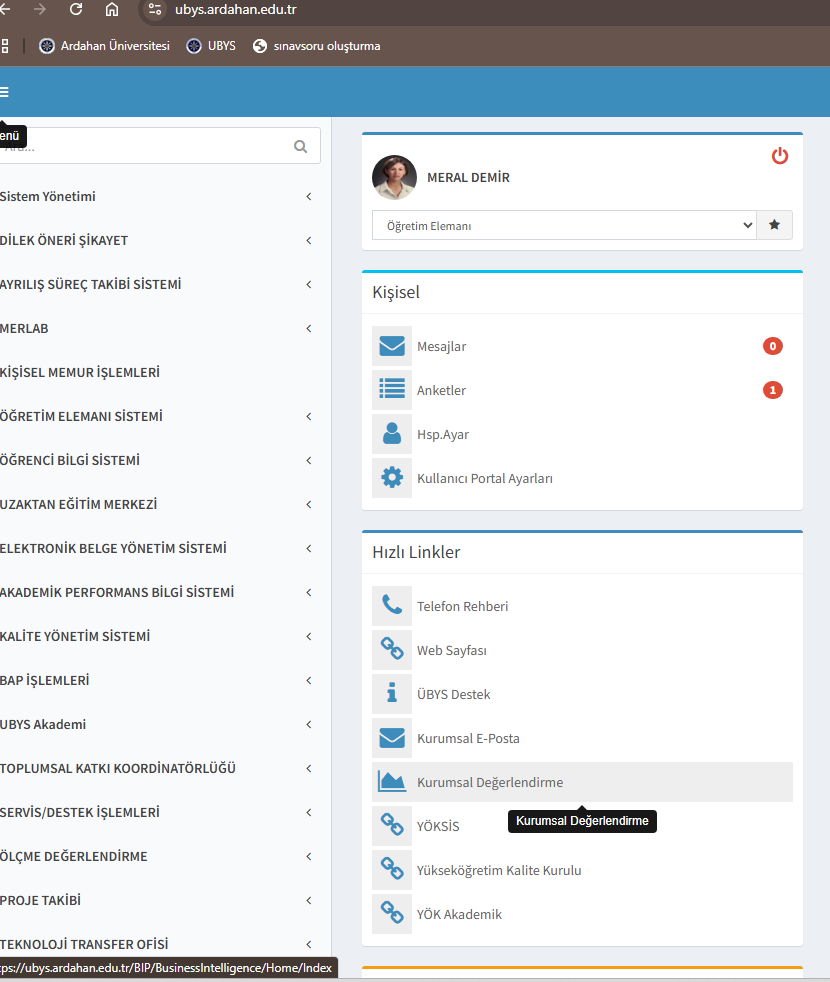 ubys.ardahan.edu.tr
Ardahan Üniversitesi
UBYS
sınavsoru oluşturma
enü
Ara...
Sistem Yönetimi
DİLEK ÖNERİ ŞİKAYET
AYRILIŞ SÜREÇ TAKİBİ SİSTEMİ
MERLAB
KİŞİSEL MEMUR İŞLEMLERİ
ÖĞRETİM ELEMANI SİSTEMİ
ÖĞRENCİ BİLGİ SİSTEMİ
UZAKTAN EĞİTİM MERKEZİ
ELEKTRONİK BELGE YÖNETİM SİSTEMİ
AKADEMİK PERFORMANS BİLGİ SİSTEMİ
KALİTE YÖNETİM SİSTEMİ
BAP İŞLEMLERİ
UBYS Akademi
TOPLUMSAL KATKI KOORDİNATÖRLÜĞÜ
SERVİS/DESTEK İŞLEMLERİ
ÖLÇME DEĞERLENDİRME
PROJE TAKİBİ
TEKNOLOJİ TRANSFER OFİSİ
tps://ubys.ardahan.edu.tr/BIP/BusinessIntelligence/Home/Index
MERAL DEMİR
Öğretim Elemanı
Kişisel
Mesajlar 0
Anketler 1
Hsp.Ayar
Kullanıcı Portal Ayarları
Hızlı Linkler
Telefon Rehberi
Web Sayfası
ÜBYS Destek
Kurumsal E-Posta
Kurumsal Değerlendirme
Kurumsal Değerlendirme
YÖKSİS
Yükseköğretim Kalite Kurulu
YÖK Akademik